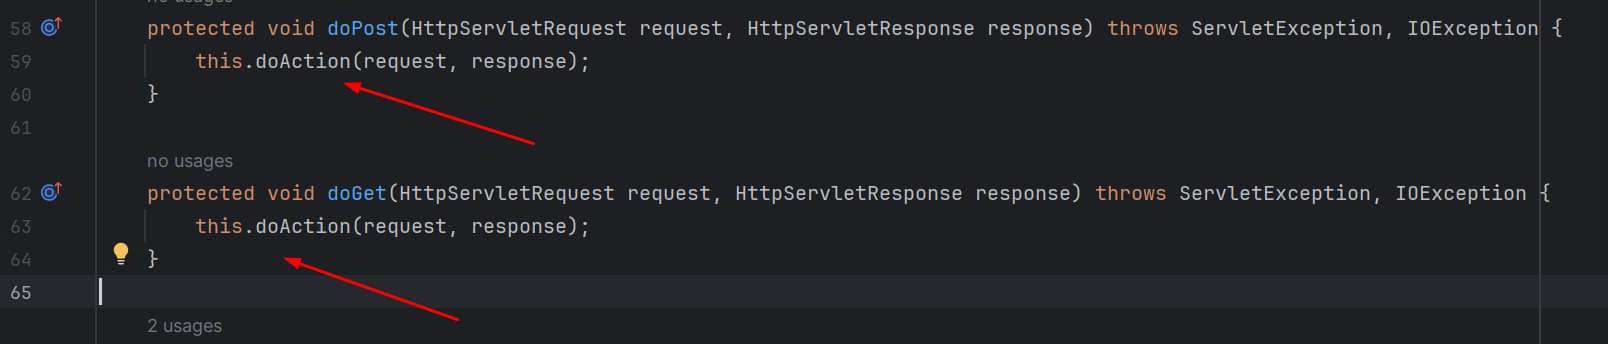 no usages
58 protected void doPost(HttpServletRequest request, HttpServletResponse response) throws ServletException, IOException {
59 this.doAction(request, response);
60 }
61
no usages
62 protected void doGet(HttpServletRequest request, HttpServletResponse response) throws ServletException, IOException {
63 this.doAction(request, response);
64 }
65
2 usages